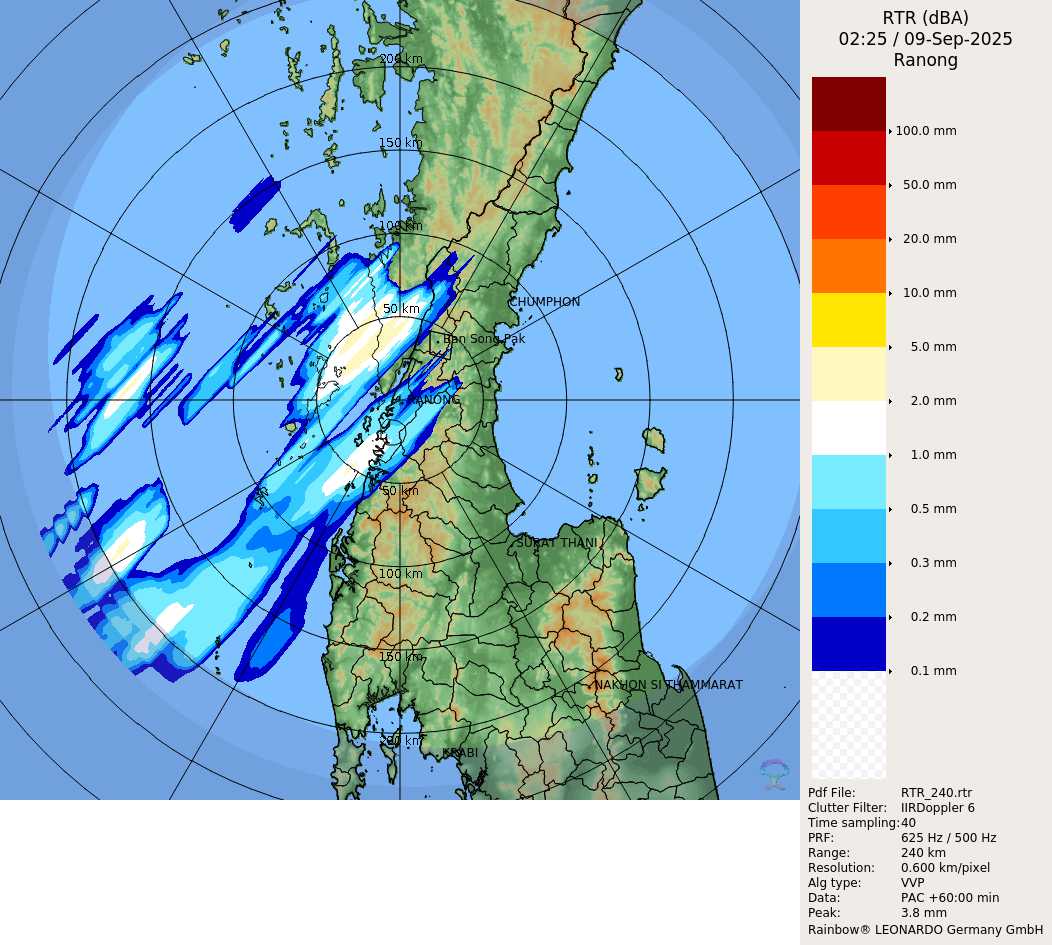 RTR (dBA)
02:25 / 09-Sep-2025
Ranong
100.0 mm
50.0 mm
20.0 mm
10.0 mm
5.0 mm
2.0 mm
1.0 mm
0.5 mm
0.3 mm
0.2 mm
0.1 mm
Pdf File: RTR_240.rtr
Clutter Filter: IIRDoppler 6
Time sampling: 40
PRF: 625 Hz / 500 Hz
Range: 240 km
Resolution: 0.600 km/pixel
Alg type: VVP
Data: PAC +60:00 min
Peak: 3.8 mm
Rainbow® LEONARDO Germany GmbH
200 km
150 km
100 km
CHUMPHON
50 km
Ban Song Pak
RANONG
50 km
SURAT THANI
100 km
150 km
NAKHON SI THAMMARAT
200 km
KRABI